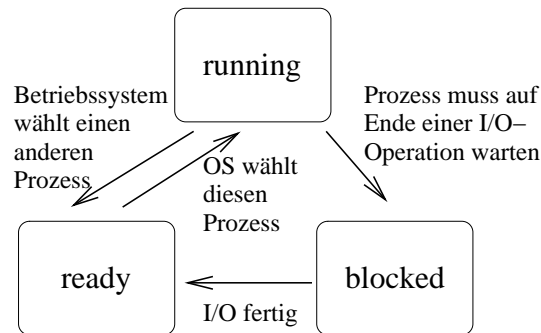 running
Betriebssystem
wählt einen
anderen
Prozess
Prozess muss auf
Ende einer I/O–
Operation warten
OS wählt
diesen
Prozess
ready
blocked
I/O fertig